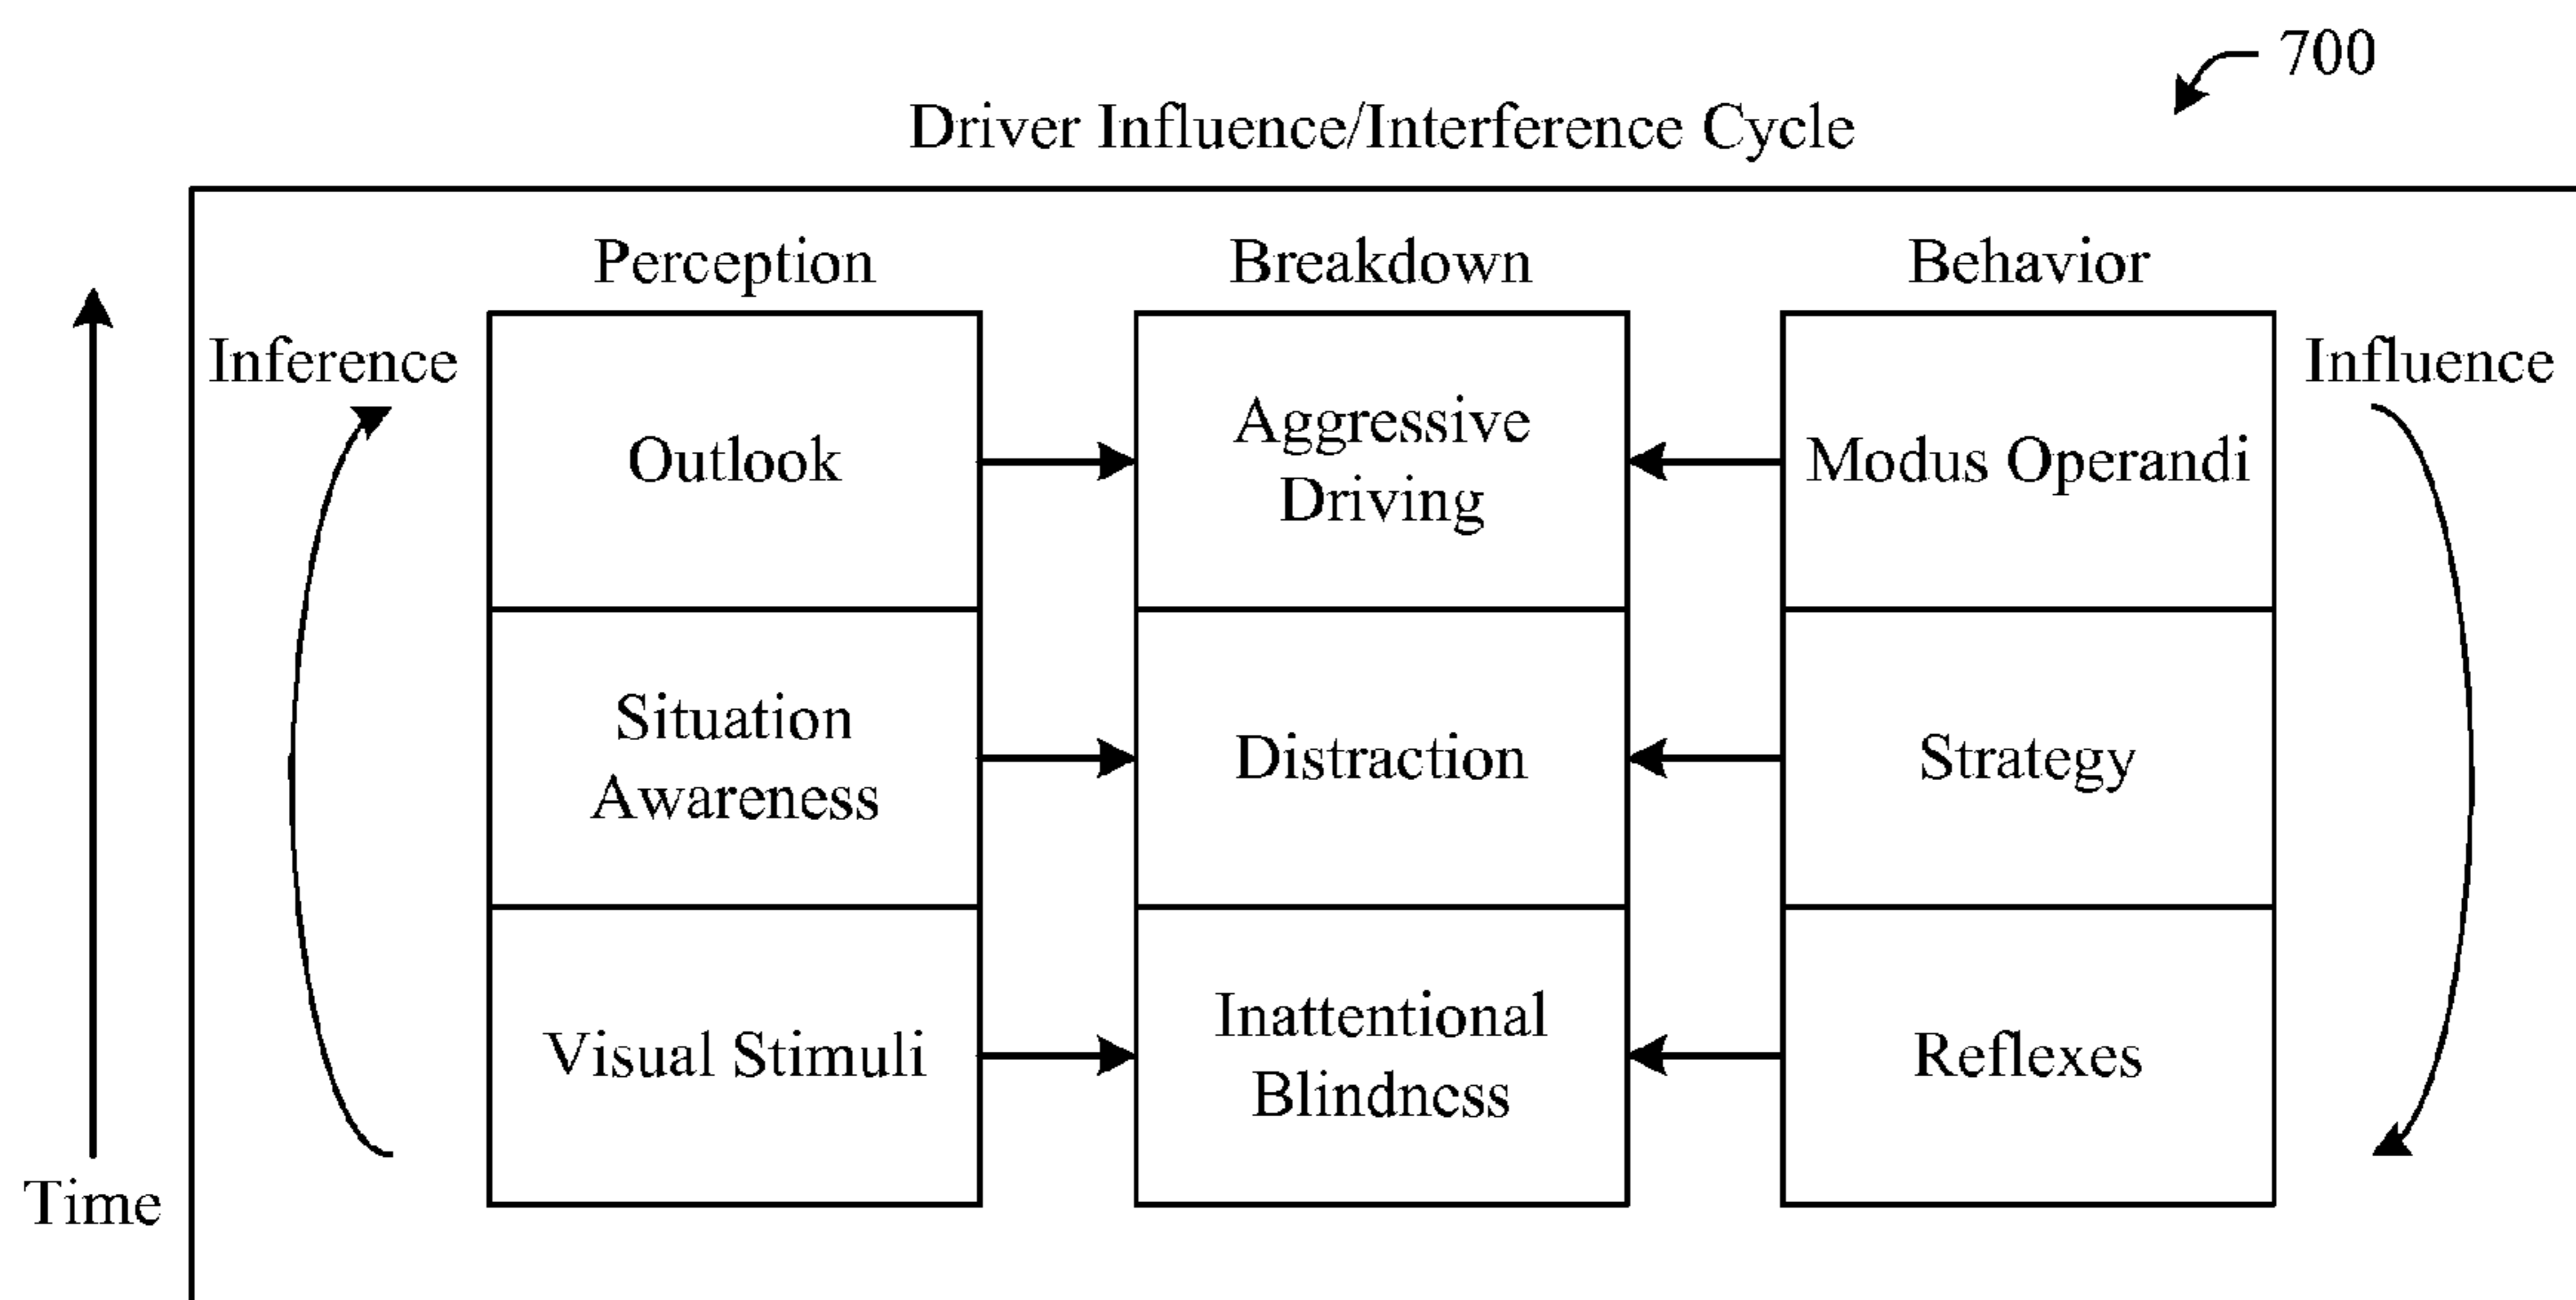 700
Driver Influence/Interference Cycle
Perception
Breakdown
Behavior
Inference
Influence
Outlook
Aggressive
Driving
Modus Operandi
Situation
Awareness
Distraction
Strategy
Visual Stimuli
Inattentional
Blindness
Reflexes
Time